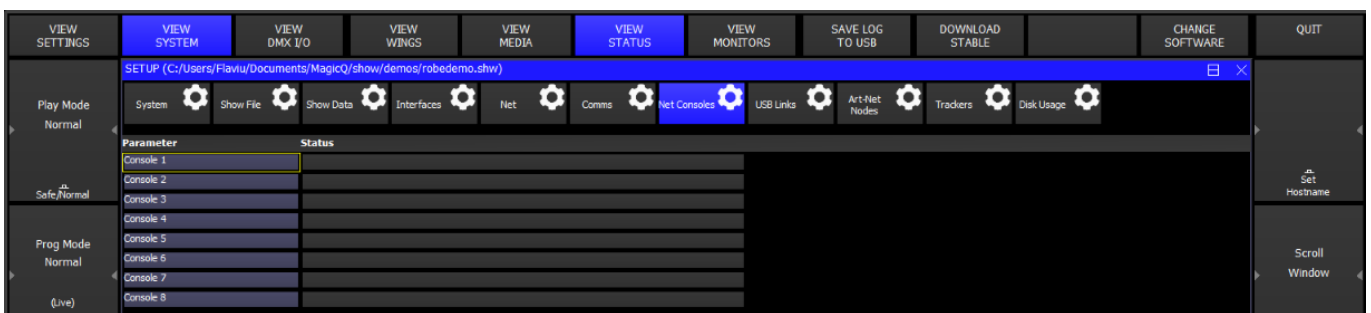 VIEW
SETTINGS
VIEW
SYSTEM
VIEW
DMX I/O
VIEW
WINGS
VIEW
MEDIA
VIEW
STATUS
VIEW
MONITORS
SAVE LOG
TO USB
DOWNLOAD
STABLE
CHANGE
SOFTWARE
QUIT
SETUP (C:/Users/Flaviu/Documents/MagicQ/show/demos/robedemo.shw)
Play Mode
Normal
Safe/Normal
System
Show File
Show Data
Interfaces
Net
Comms
Net Consoles
USB Links
Art-Net
Nodes
Trackers
Disk Usage
Parameter Status
Console 1
Console 2
Console 3
Console 4
Console 5
Console 6
Console 7
Console 8
Set
Hostname
Prog Mode
Normal
(Live)
Scroll
Window